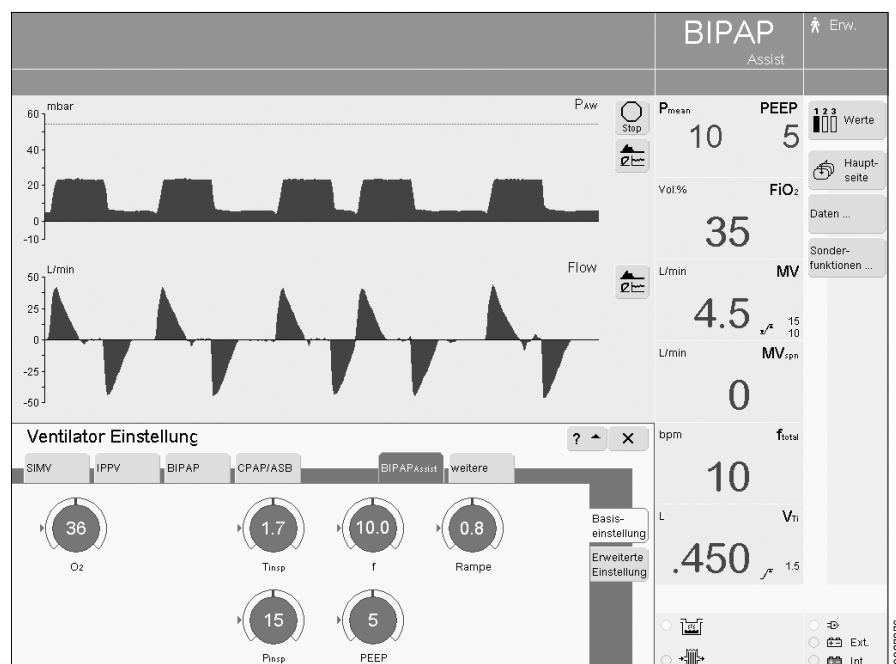 BIPAP
Assist
Erw.
mbar
PAW
60
40
20
0
-10
Stop
L/min
Flow
50
25
0
-25
-50
Pmean PEEP
10 5
Vol.% FiO2
35
L/min MV
4.5 15
10
L/min MVspn
0
bpm ftotal
10
L VTi
.450 1.5
1 2 3
Werte
Haupt-
seite
Daten ...
Sonder-
funktionen ...
Ventilator Einstellung
? ×
SIMV IPPV BIPAP CPAP/ASB BIPAPAssist weitere
36 1.7 10.0 0.8
O2 Tinsp f Rampe
15 5
Pinsp PEEP
Basis-
einstellung
Erweiterte
Einstellung
Ext.
Int.